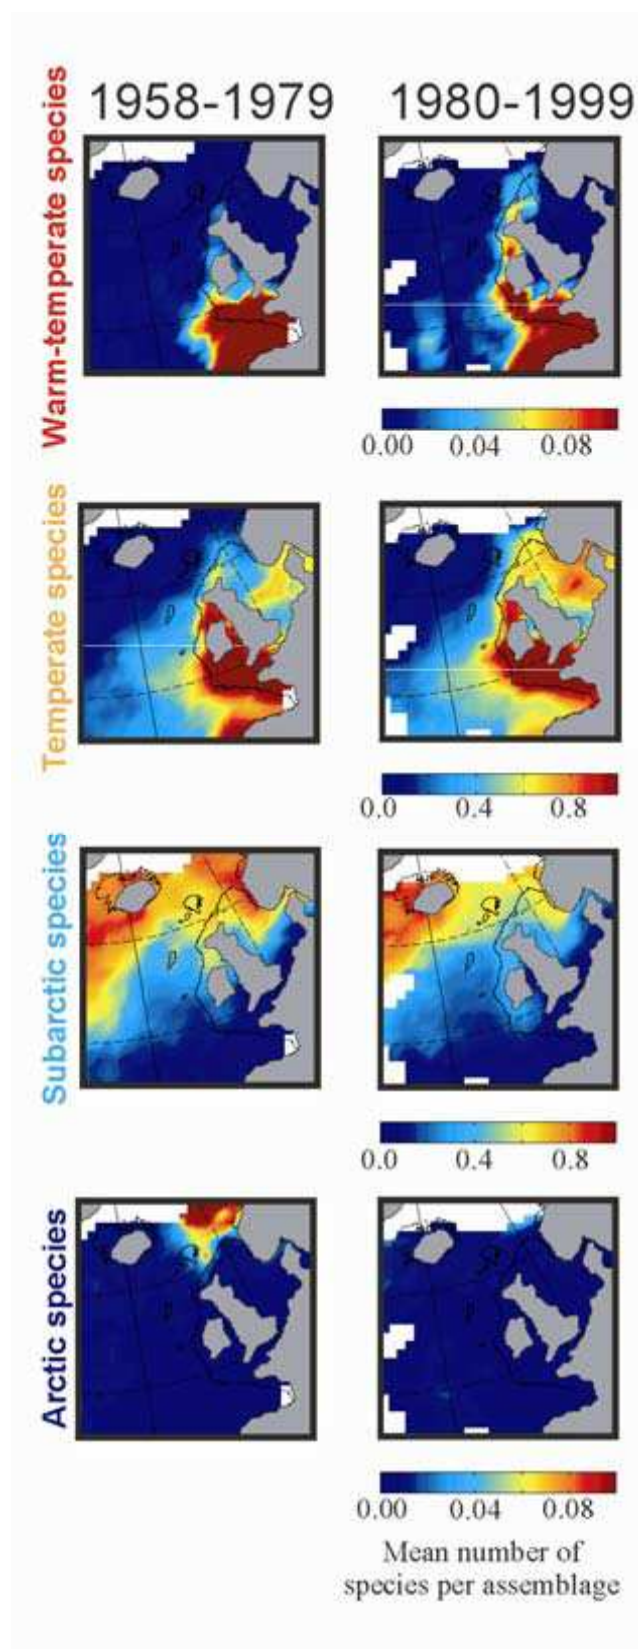 1958-1979 1980-1999
Warm-temperate species
0.00 0.04 0.08
Temperate species
0.0 0.4 0.8
Subarctic species
0.0 0.4 0.8
Arctic species
0.00 0.04 0.08
Mean number of
species per assemblage